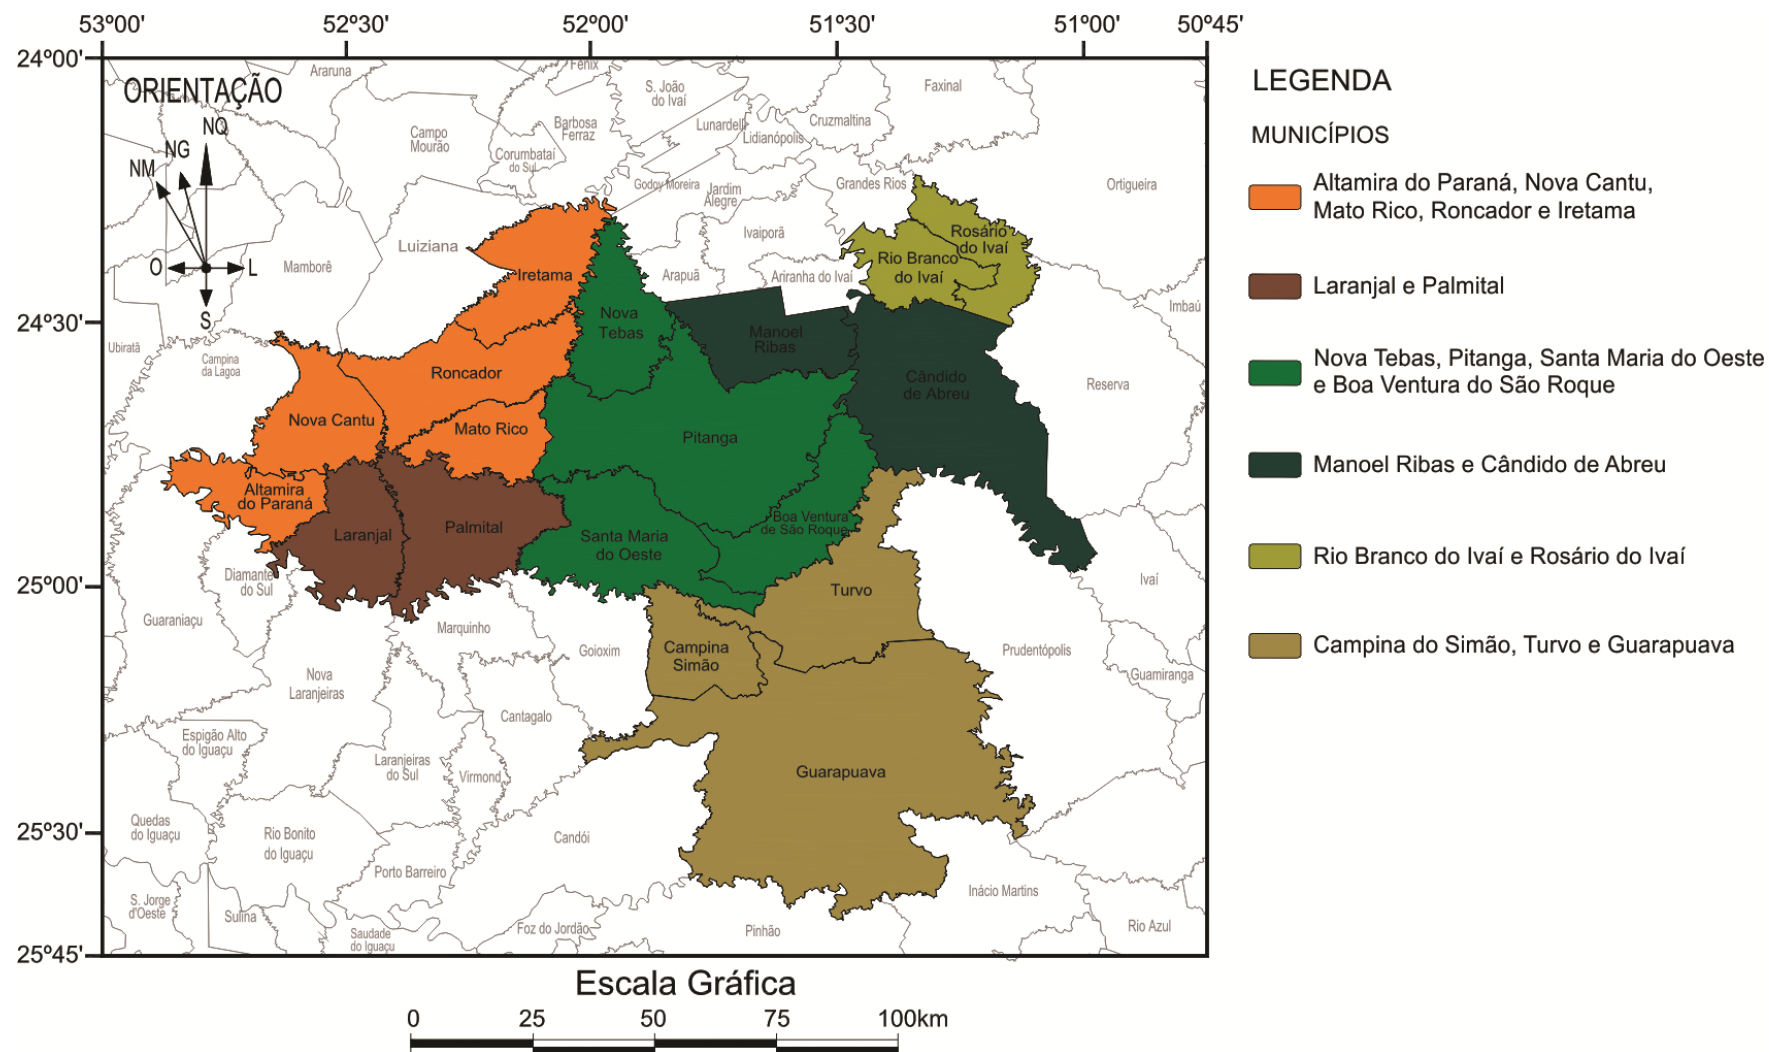 53º00'
52º30'
52º00'
51º30'
51º00'
50º45'
24º00'
24º30'
25º00'
25º30'
25º45'
ORIENTAÇÃO
NQ
NG
NM
O
L
S
Araruna
Fênix
S. João
do Ivaí
Faxinal
Campo
Mourão
Barbosa
Ferraz
Lunardelli
Lidianópolis
Cruzmaltina
Corumbataí
do Sul
Godoy Moreira
Jardim
Alegre
Grandes Rios
Ortigueira
Luiziana
Mamborê
Ivaiporã
Arapuã
Ariranha do Ivaí
Rosário
do Ivaí
Rio Branco
do Ivaí
Iretama
Imbaú
Nova
Tebas
Manoel
Ribas
Ubiratã
Campina
da Lagoa
Roncador
Cândido
de Abreu
Reserva
Nova Cantu
Mato Rico
Pitanga
Altamira
do Paraná
Laranjal
Palmital
Santa Maria
do Oeste
Boa Ventura
de São Roque
Diamante
do Sul
Turvo
Ivaí
Guaraniaçu
Marquinho
Goioxim
Campina
Simão
Prudentópolis
Guamiranga
Nova
Laranjeiras
Cantagalo
Espigão Alto
do Iguaçu
Laranjeiras
do Sul
Virmond
Guarapuava
Quedas
do Iguaçu
Rio Bonito
do Iguaçu
Candói
Porto Barreiro
Inácio Martins
S. Jorge
d'Oeste
Sulina
Saudade
do Iguaçu
Foz do Jordão
Pinhão
Rio Azul
LEGENDA
MUNICÍPIOS
Altamira do Paraná, Nova Cantu,
Mato Rico, Roncador e Iretama
Laranjal e Palmital
Nova Tebas, Pitanga, Santa Maria do Oeste
e Boa Ventura do São Roque
Manoel Ribas e Cândido de Abreu
Rio Branco do Ivaí e Rosário do Ivaí
Campina do Simão, Turvo e Guarapuava
Escala Gráfica
0
25
50
75
100km